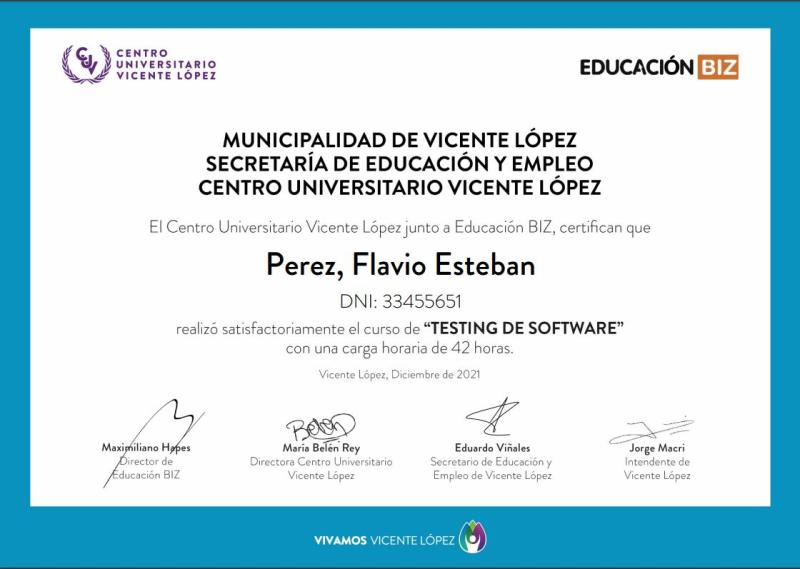 CUV
CENTRO
UNIVERSITARIO
VICENTE LÓPEZ
EDUCACIÓN BIZ
MUNICIPALIDAD DE VICENTE LÓPEZ
SECRETARÍA DE EDUCACIÓN Y EMPLEO
CENTRO UNIVERSITARIO VICENTE LÓPEZ
El Centro Universitario Vicente López junto a Educación BIZ, certifican que
Perez, Flavio Esteban
DNI: 33455651
realizó satisfactoriamente el curso de “TESTING DE SOFTWARE”
con una carga horaria de 42 horas.
Vicente López, Diciembre de 2021
Belén
Maximiliano Hapes
Director de
Educación BIZ
María Belén Rey
Directora Centro Universitario
Vicente López
Eduardo Viñales
Secretario de Educación y
Empleo de Vicente López
Jorge Macri
Intendente de
Vicente López
VIVAMOS VICENTE LÓPEZ